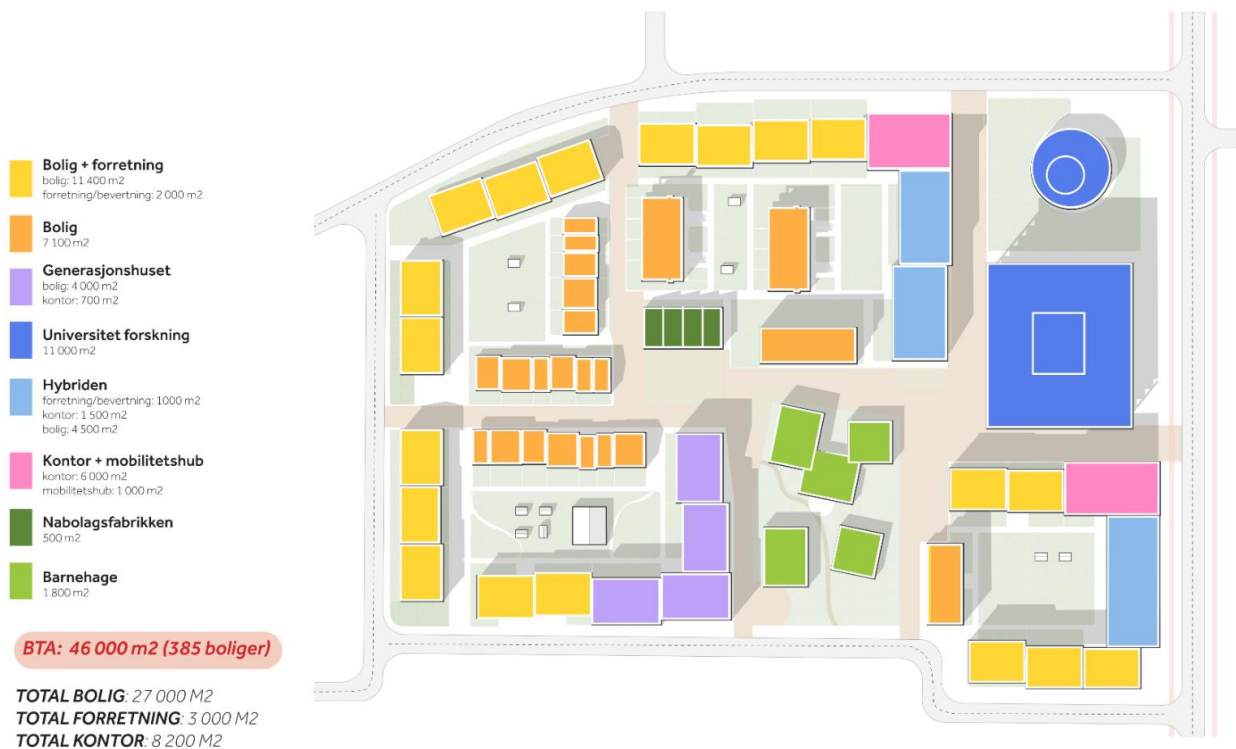 Bolig + forretning
bolig: 11 400 m2
forretning/bevertning: 2 000 m2
Bolig
7 100 m2
Generasjonshuset
bolig: 4 000 m2
kontor: 700 m2
Universitet forskning
11 000 m2
Hybriden
forretning/bevertning: 1000 m2
kontor: 1 500 m2
bolig: 4 500 m2
Kontor + mobilitetshub
kontor: 6 000 m2
mobilitetshub: 1 000 m2
Nabolagsfabrikken
500 m2
Barnehage
1 800 m2
BTA: 46 000 m2 (385 boliger)
TOTAL BOLIG: 27 000 M2
TOTAL FORRETNING: 3 000 M2
TOTAL KONTOR: 8 200 M2